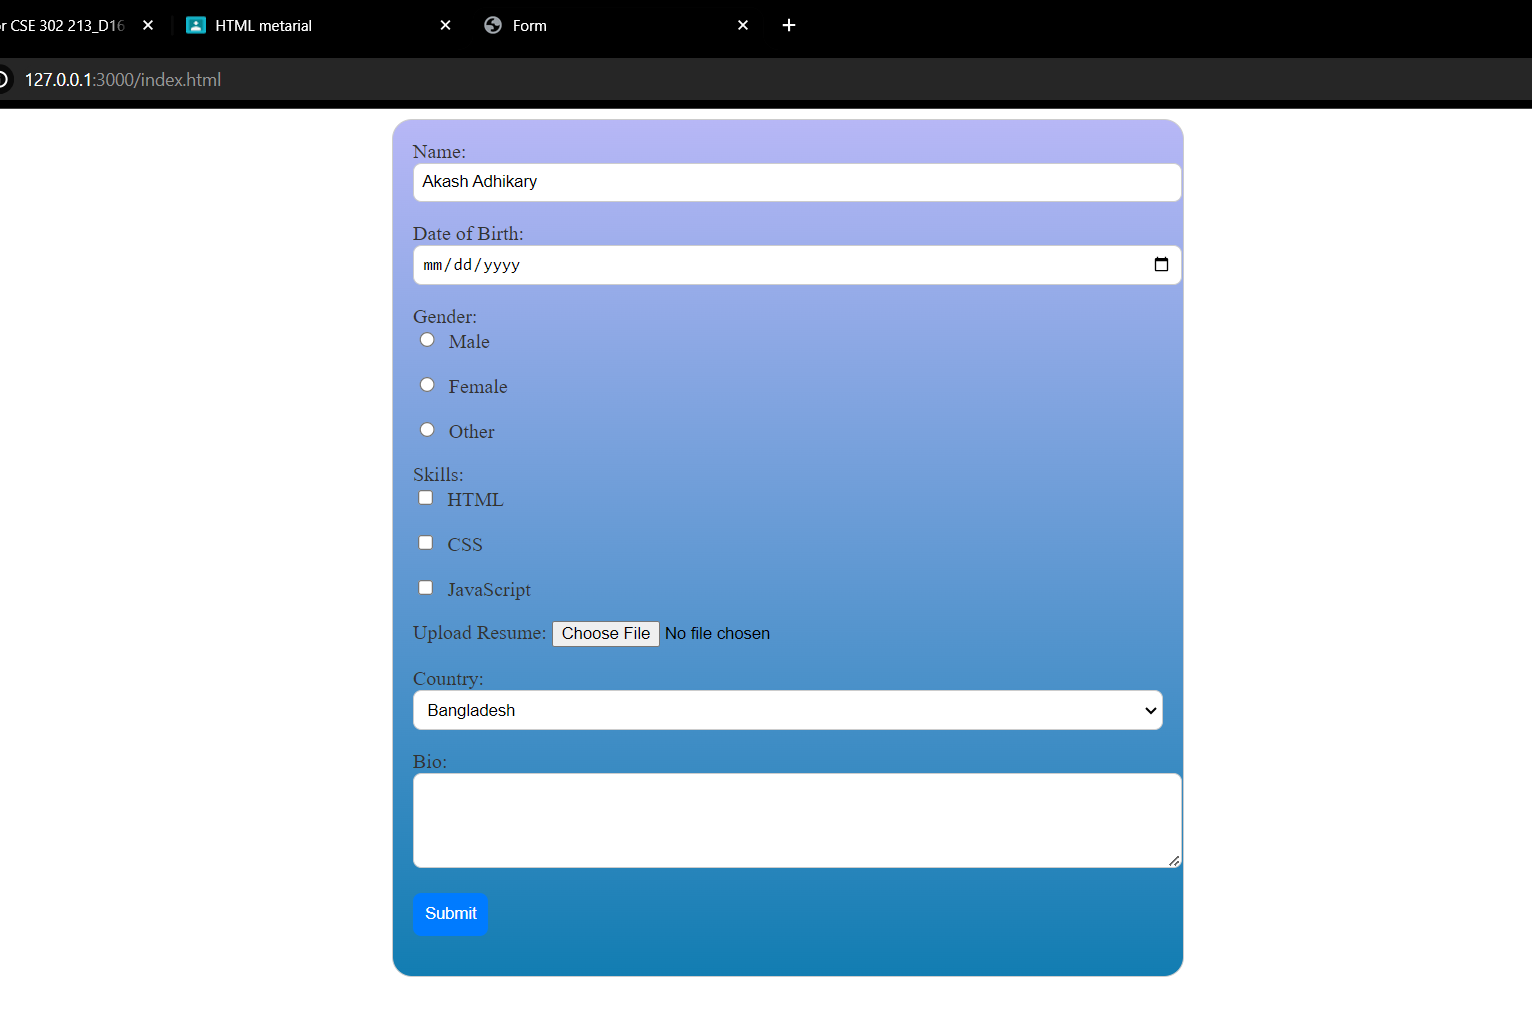 r CSE 302 213_D16
HTML metarial
Form
127.0.0.1:3000/index.html
Name:
Akash Adhikary
Date of Birth:
mm/dd/yyyy
Gender:
Male
Female
Other
Skills:
HTML
CSS
JavaScript
Upload Resume: Choose File No file chosen
Country:
Bangladesh
Bio:
Submit